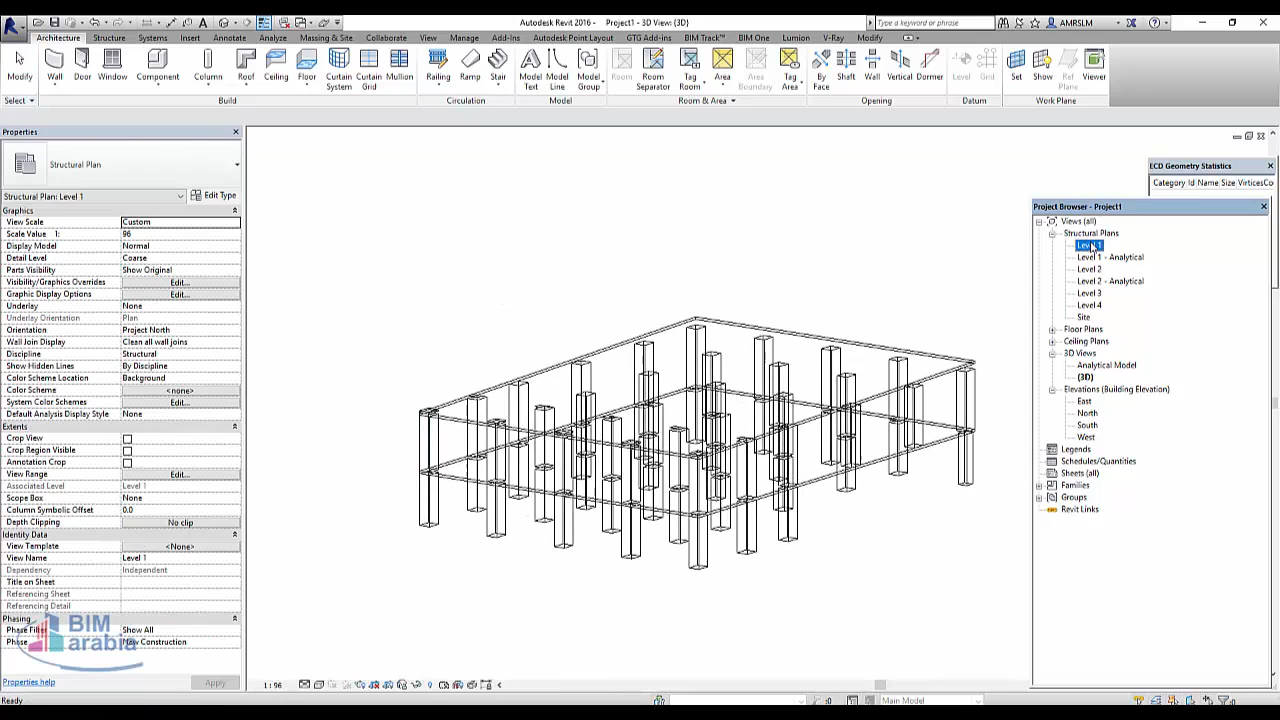 Autodesk Revit 2016 - Project1 - 3D View: {3D}
Type a keyword or phrase
AMRSLM
Architecture Structure Systems Insert Annotate Analyze Massing & Site Collaborate View Manage Add-Ins Autodesk Point Layout GTG Add-ins BIM Track™ BIM One Lumion V-Ray Modify
Modify Wall Door Window Component Column Roof Ceiling Floor Curtain System Curtain Grid Mullion Railing Ramp Stair Model Text Model Line Model Group Room Room Separator Tag Room Area Area Boundary Tag Area By Face Shaft Wall Vertical Dormer Level Grid Set Show Ref Plane Viewer
Select Build Circulation Model Room & Area Opening Datum Work Plane
Properties
Structural Plan
Structural Plan: Level 1 Edit Type
Graphics
View Scale Custom
Scale Value 1: 96
Display Model Normal
Detail Level Coarse
Parts Visibility Show Original
Visibility/Graphics Overrides Edit...
Graphic Display Options Edit...
Underlay None
Underlay Orientation Plan
Orientation Project North
Wall Join Display Clean all wall joins
Discipline Structural
Show Hidden Lines By Discipline
Color Scheme Location Background
Color Scheme <none>
System Color Schemes Edit...
Default Analysis Display Style None
Extents
Crop View
Crop Region Visible
Annotation Crop
View Range Edit...
Associated Level Level 1
Scope Box None
Column Symbolic Offset 0.0
Depth Clipping No clip
Identity Data
View Template <None>
View Name Level 1
Dependency Independent
Title on Sheet
Referencing Sheet
Referencing Detail
Phasing
Phase Show All
Phase New Construction
BIM
arabia
Properties help Apply
Ready
1 : 96
:0
Main Model
:0
ECD Geometry Statistics
Category Id Name Size VirticesCo
Project Browser - Project1
Views (all)
Structural Plans
Level 1
Level 1 - Analytical
Level 2
Level 2 - Analytical
Level 3
Level 4
Site
Floor Plans
Ceiling Plans
3D Views
Analytical Model
{3D}
Elevations (Building Elevation)
East
North
South
West
Legends
Schedules/Quantities
Sheets (all)
Families
Groups
Revit Links